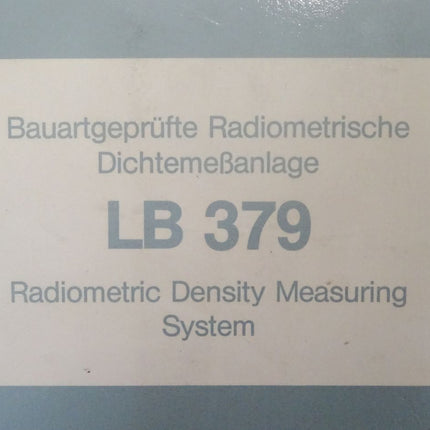 Bauartgeprüfte Radiometrische
Dichtemeßanlage
LB 379
Radiometric Density Measuring
System